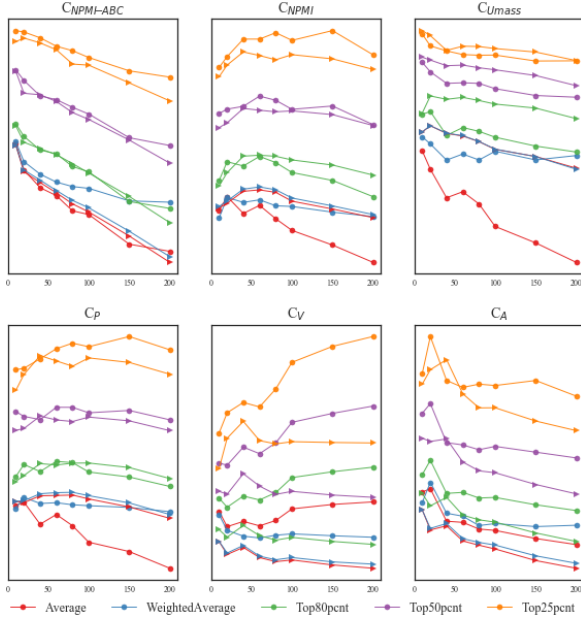 C_NPMI–ABC C_NPMI C_Umass
0 50 100 150 200 0 50 100 150 200 0 50 100 150 200
C_P C_V C_A
0 50 100 150 200 0 50 100 150 200 0 50 100 150 200
Average WeightedAverage Top80pcnt Top50pcnt Top25pcnt